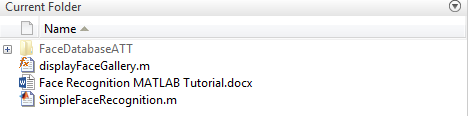 Current Folder
Name
FaceDatabaseATT
displayFaceGallery.m
Face Recognition MATLAB Tutorial.docx
SimpleFaceRecognition.m